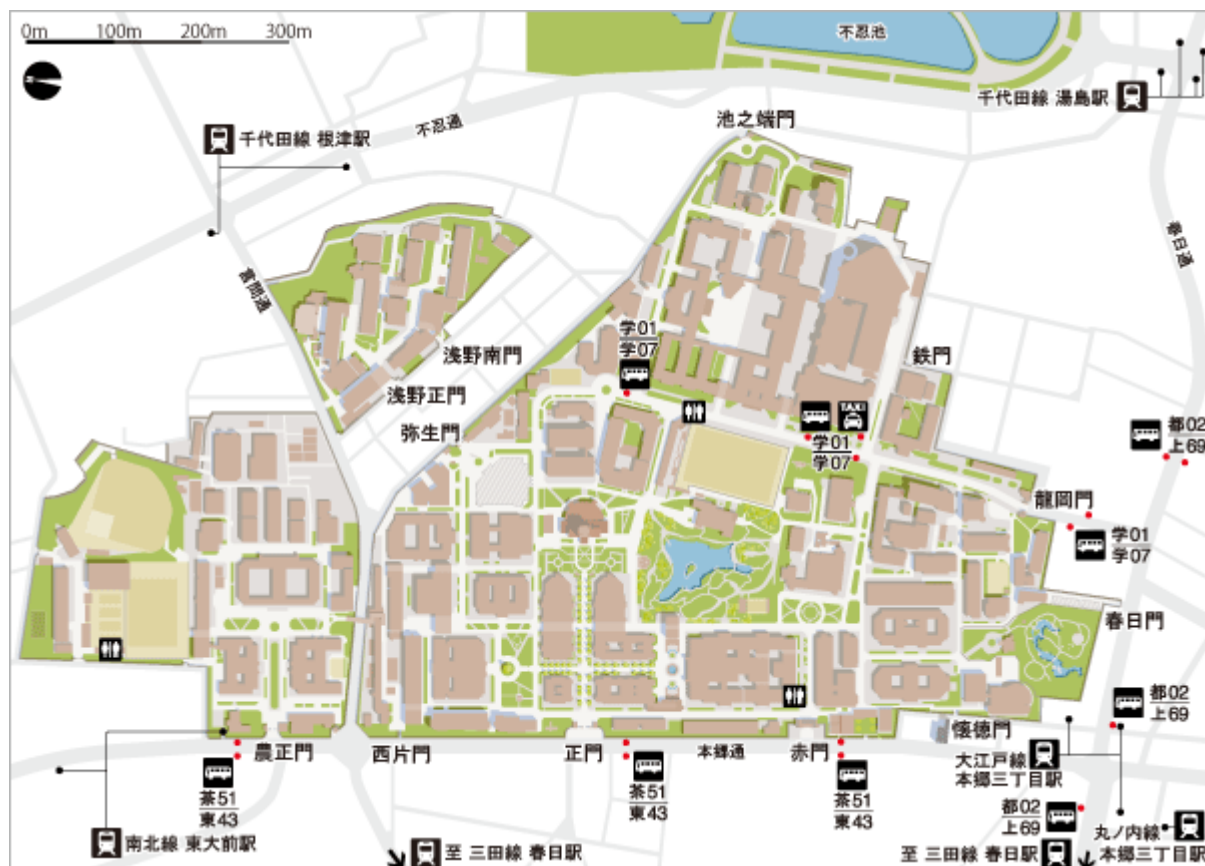 0m 100m 200m 300m
不忍池
千代田線 湯島駅
池之端門
不忍通
千代田線 根津駅
春日通
言問通
学01
学07
浅野南門
鉄門
浅野正門
弥生門
TAXI
学01
学07
都02
上69
龍岡門
学01
学07
春日門
都02
上69
懐徳門
農正門
西片門
正門
本郷通
赤門
大江戸線
本郷三丁目駅
茶51
東43
茶51
東43
茶51
東43
都02
上69
丸ノ内線
本郷三丁目駅
南北線 東大前駅
至 三田線 春日駅
至 三田線 春日駅